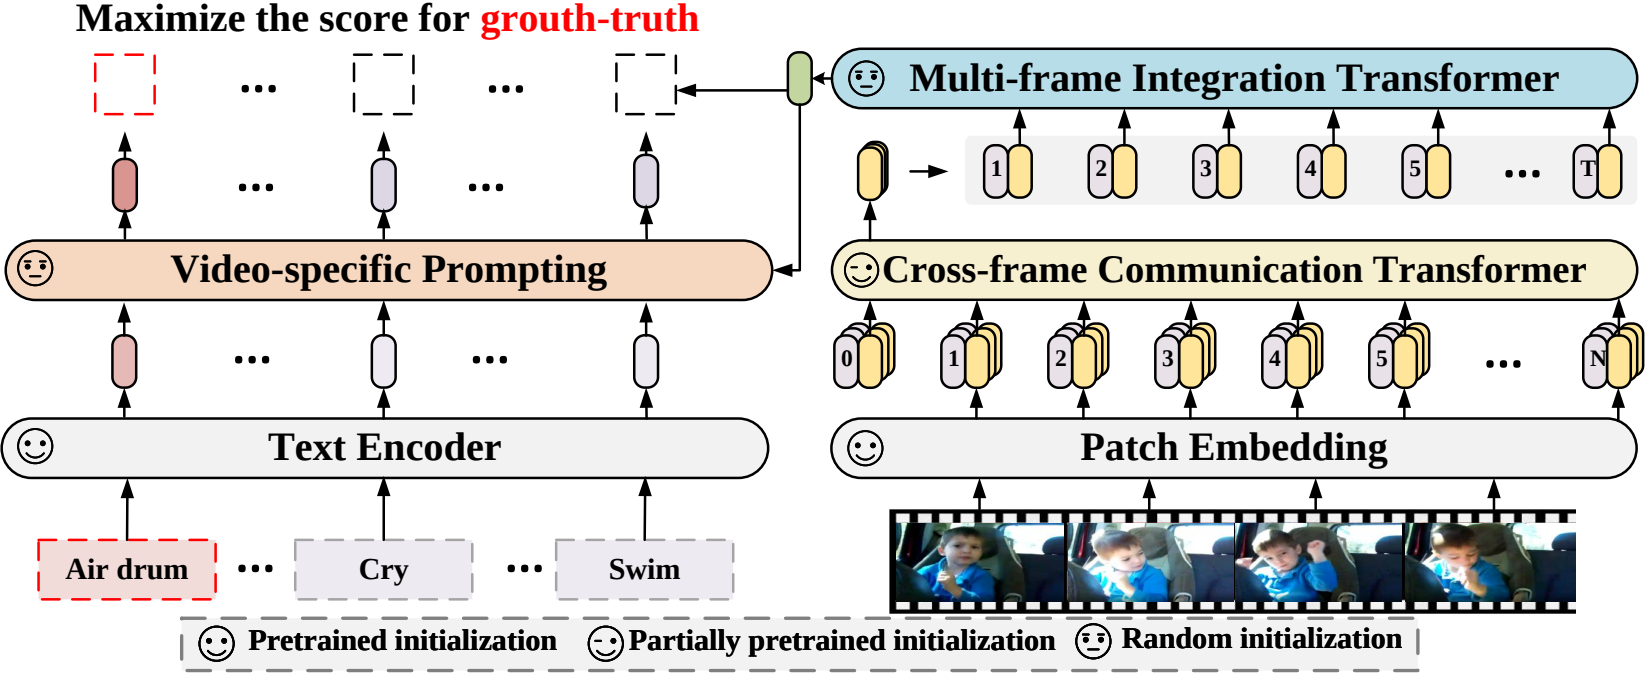 Maximize the score for grouth-truth
...
...
Multi-frame Integration Transformer
...
...
1 2 3 4 5 ... T
Video-specific Prompting
Cross-frame Communication Transformer
...
...
0 1 2 3 4 5 ... N
Text Encoder
Patch Embedding
Air drum ... Cry ... Swim
Pretrained initialization Partially pretrained initialization Random initialization